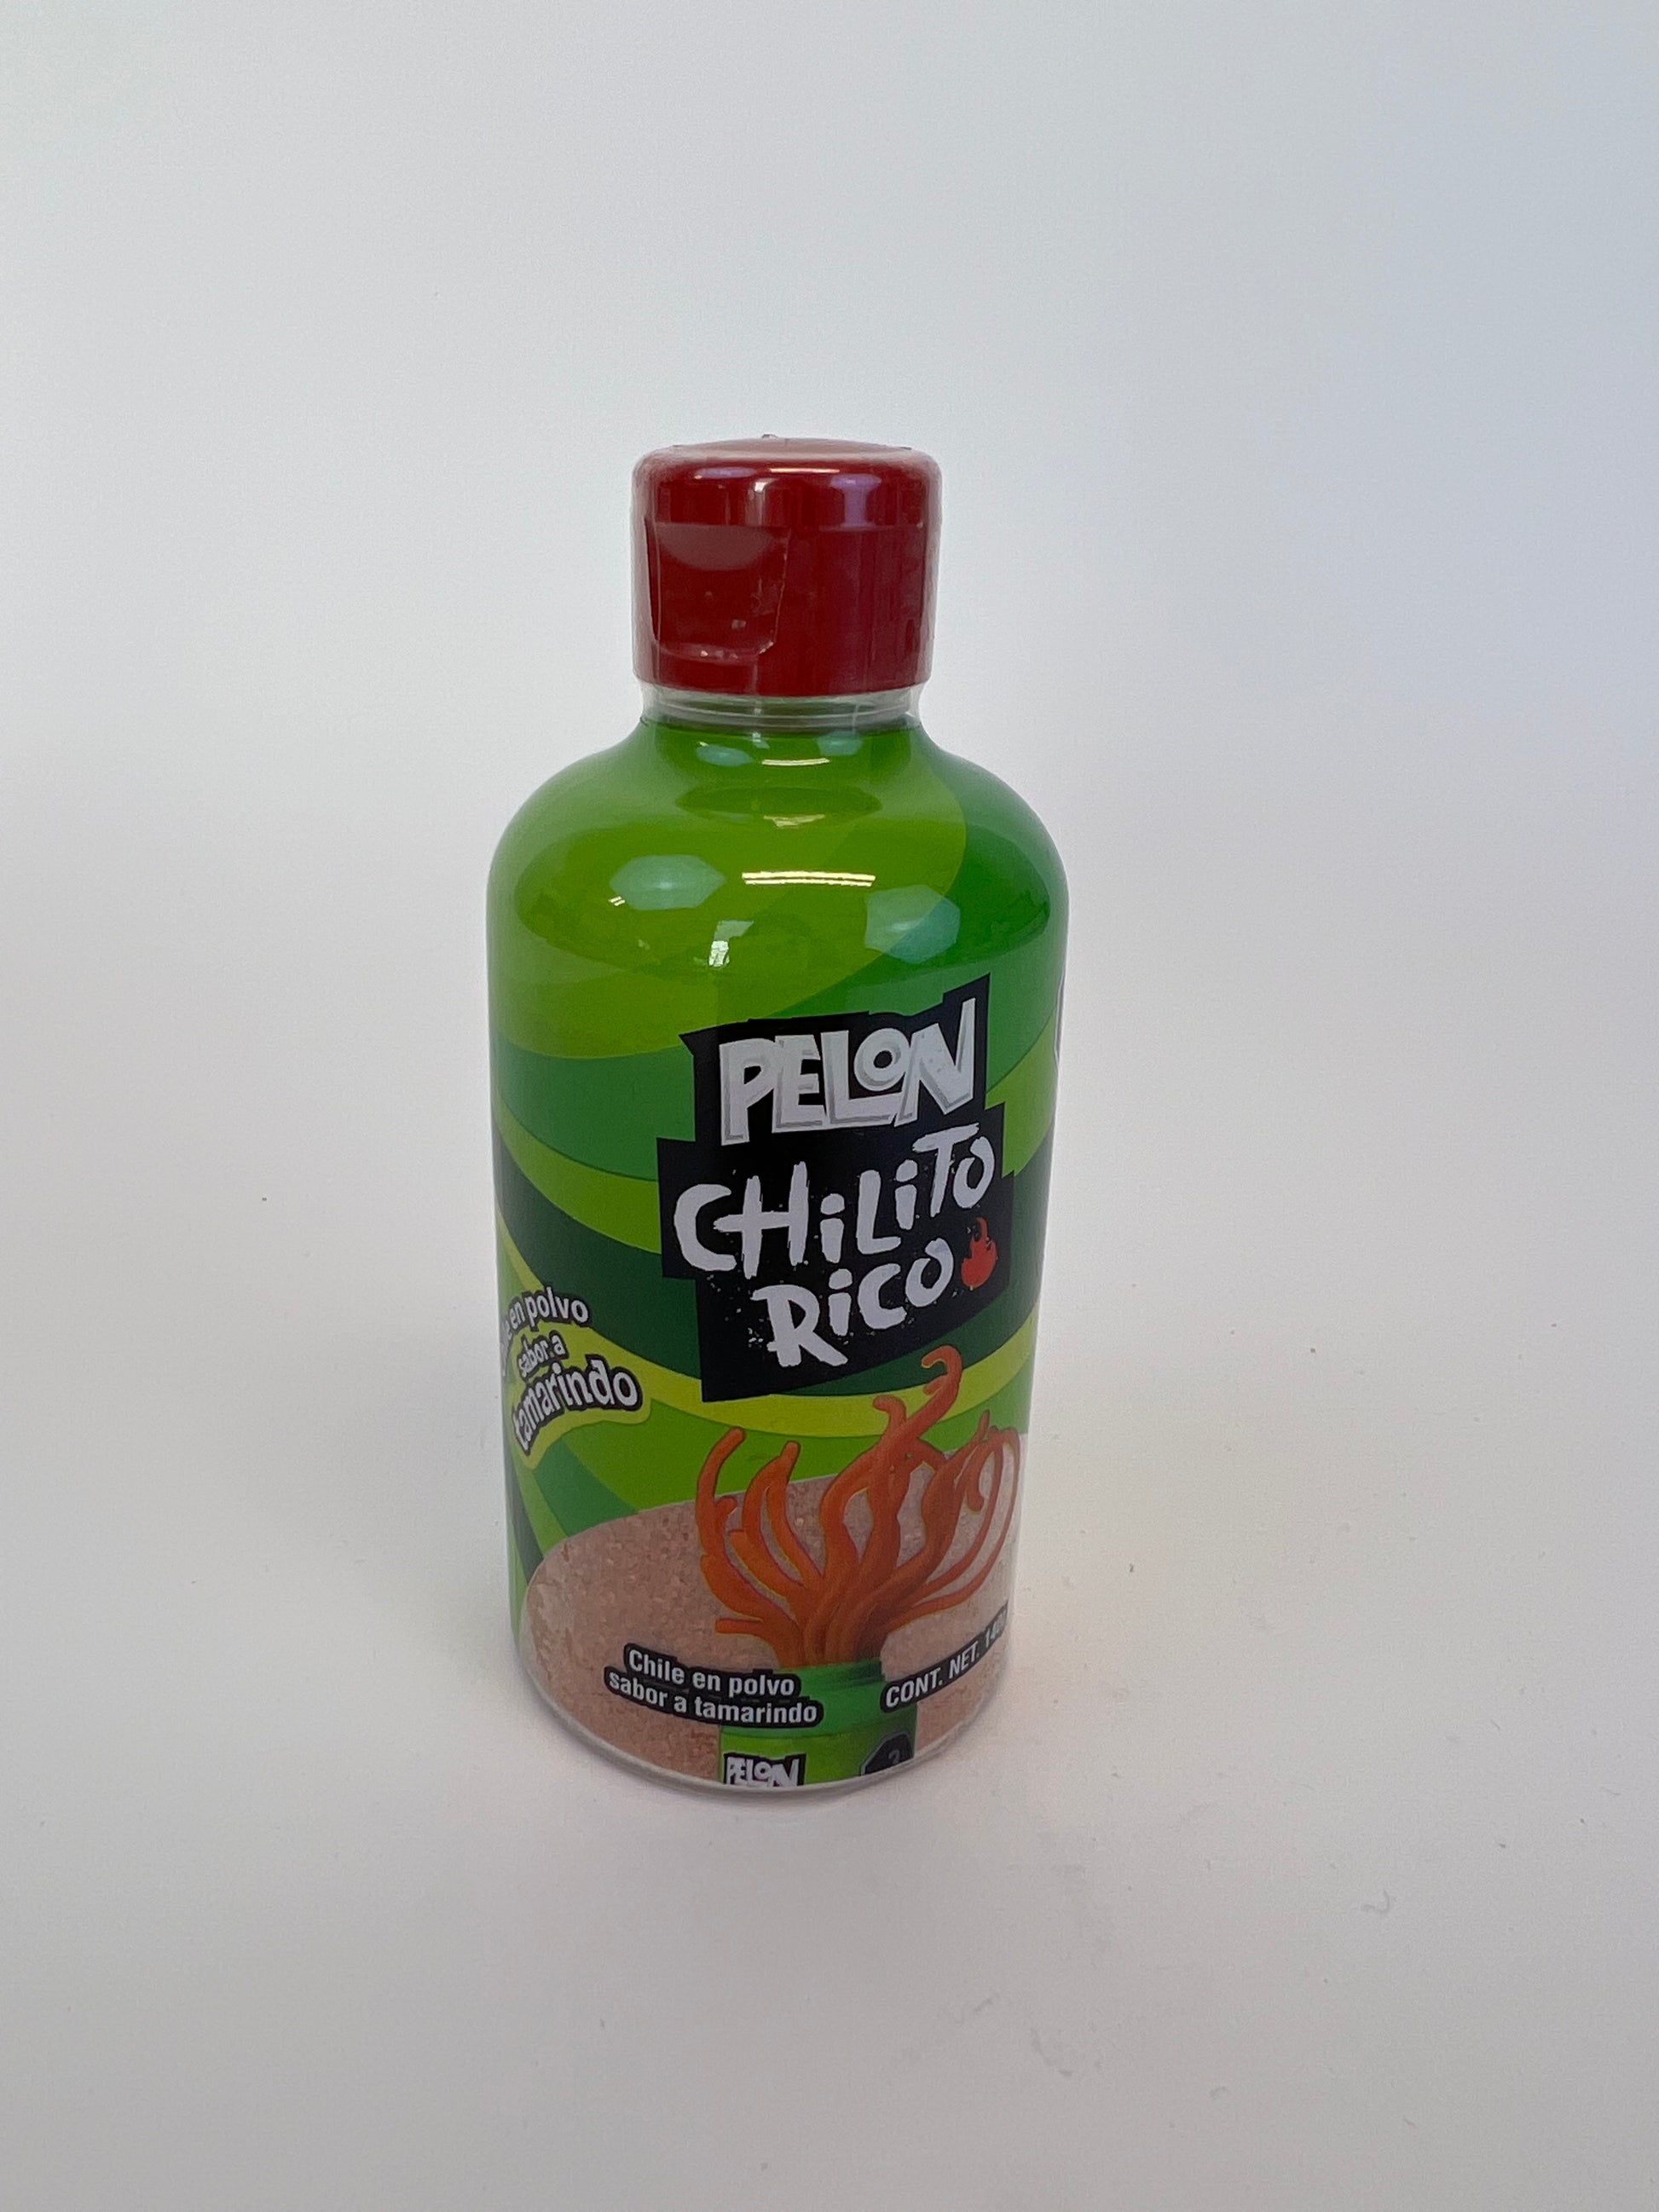 PELON
CHiLiTO
RiCO
en polvo
sabor a
tamarindo
Chile en polvo
sabor a tamarindo
CONT. NET.
PELON